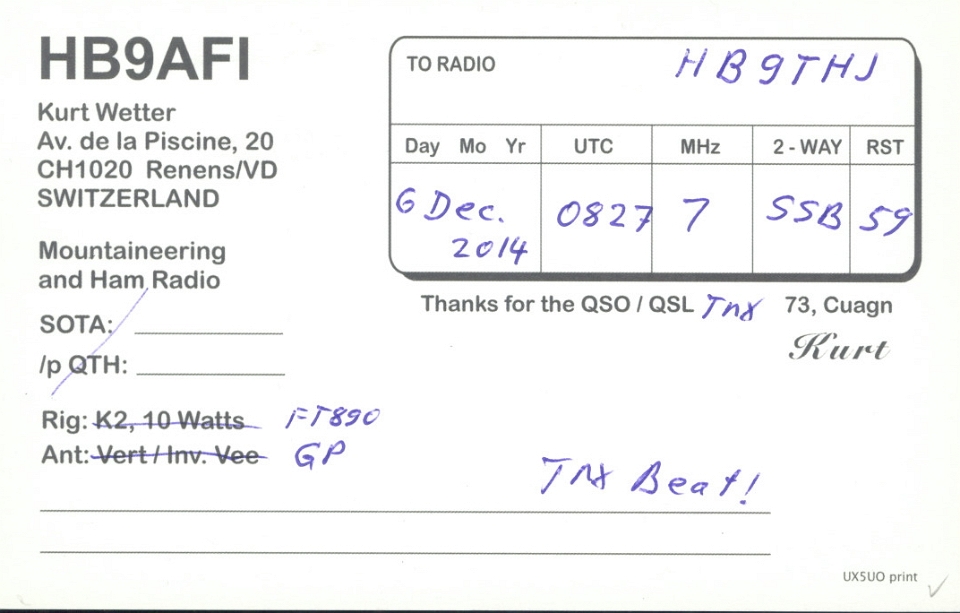 HB9AFI
Kurt Wetter
Av. de la Piscine, 20
CH1020 Renens/VD
SWITZERLAND
Mountaineering
and Ham Radio
SOTA:
/p QTH:
Rig: K2, 10 Watts FT890
Ant: Vert / Inv. Vee GP
TO RADIO HB9THJ
Day Mo Yr UTC MHz 2 - WAY RST
6 Dec. 0827 7 SSB 59
2014
Thanks for the QSO / QSL Tnx 73, Cuagn
Kurt
TNX Beat!
UX5UO print